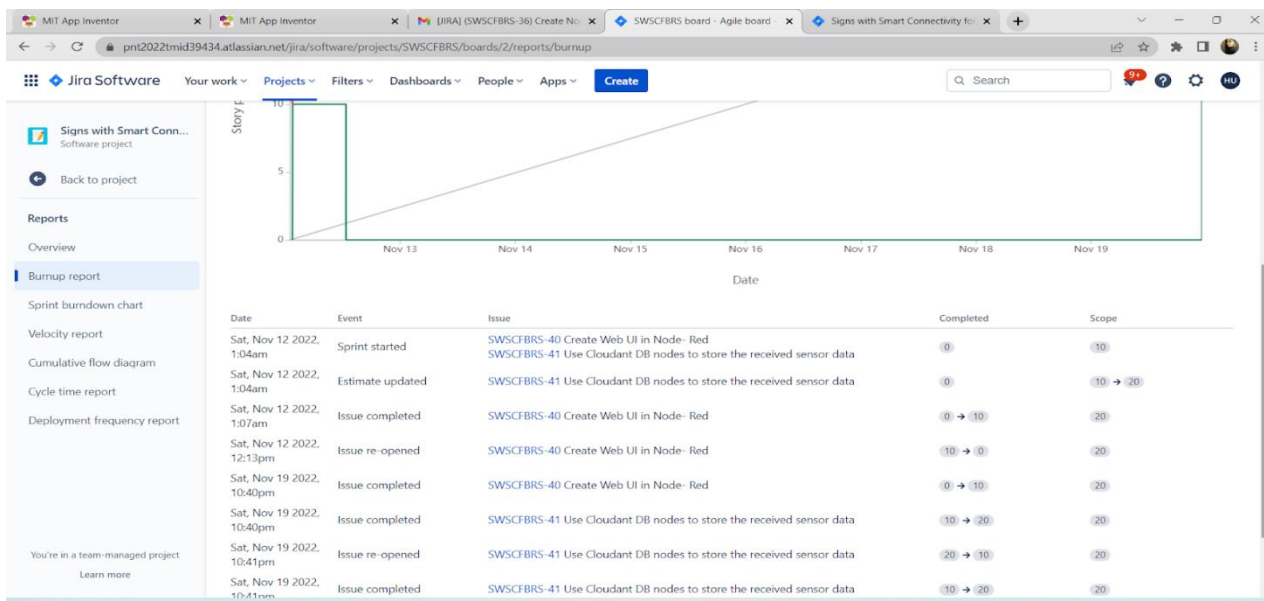 MIT App Inventor
MIT App Inventor
[JIRA] (SWSCFBRS-36) Create No
SWSCFBRS board - Agile board -
Signs with Smart Connectivity for
pnt2022tmid39434.atlassian.net/jira/software/projects/SWSCFBRS/boards/2/reports/burnup
Jira Software
Your work
Projects
Filters
Dashboards
People
Apps
Create
Search
9+
HU
Signs with Smart Conn...
Software project
Back to project
Reports
Overview
Burnup report
Sprint burndown chart
Velocity report
Cumulative flow diagram
Cycle time report
Deployment frequency report
You're in a team-managed project
Learn more
Story p
10
5
0
Nov 13 Nov 14 Nov 15 Nov 16 Nov 17 Nov 18 Nov 19
Date
Date Event Issue Completed Scope
Sat, Nov 12 2022,
1:04am
Sprint started
SWSCFBRS-40 Create Web UI in Node- Red
SWSCFBRS-41 Use Cloudant DB nodes to store the received sensor data
0 10
Sat, Nov 12 2022,
1:04am
Estimate updated SWSCFBRS-41 Use Cloudant DB nodes to store the received sensor data 0 10 → 20
Sat, Nov 12 2022,
1:07am
Issue completed SWSCFBRS-40 Create Web UI in Node- Red 0 → 10 20
Sat, Nov 12 2022,
12:13pm
Issue re-opened SWSCFBRS-40 Create Web UI in Node- Red 10 → 0 20
Sat, Nov 19 2022,
10:40pm
Issue completed SWSCFBRS-40 Create Web UI in Node- Red 0 → 10 20
Sat, Nov 19 2022,
10:40pm
Issue completed SWSCFBRS-41 Use Cloudant DB nodes to store the received sensor data 10 → 20 20
Sat, Nov 19 2022,
10:41pm
Issue re-opened SWSCFBRS-41 Use Cloudant DB nodes to store the received sensor data 20 → 10 20
Sat, Nov 19 2022,
10:41pm
Issue completed SWSCFBRS-41 Use Cloudant DB nodes to store the received sensor data 10 → 20 20